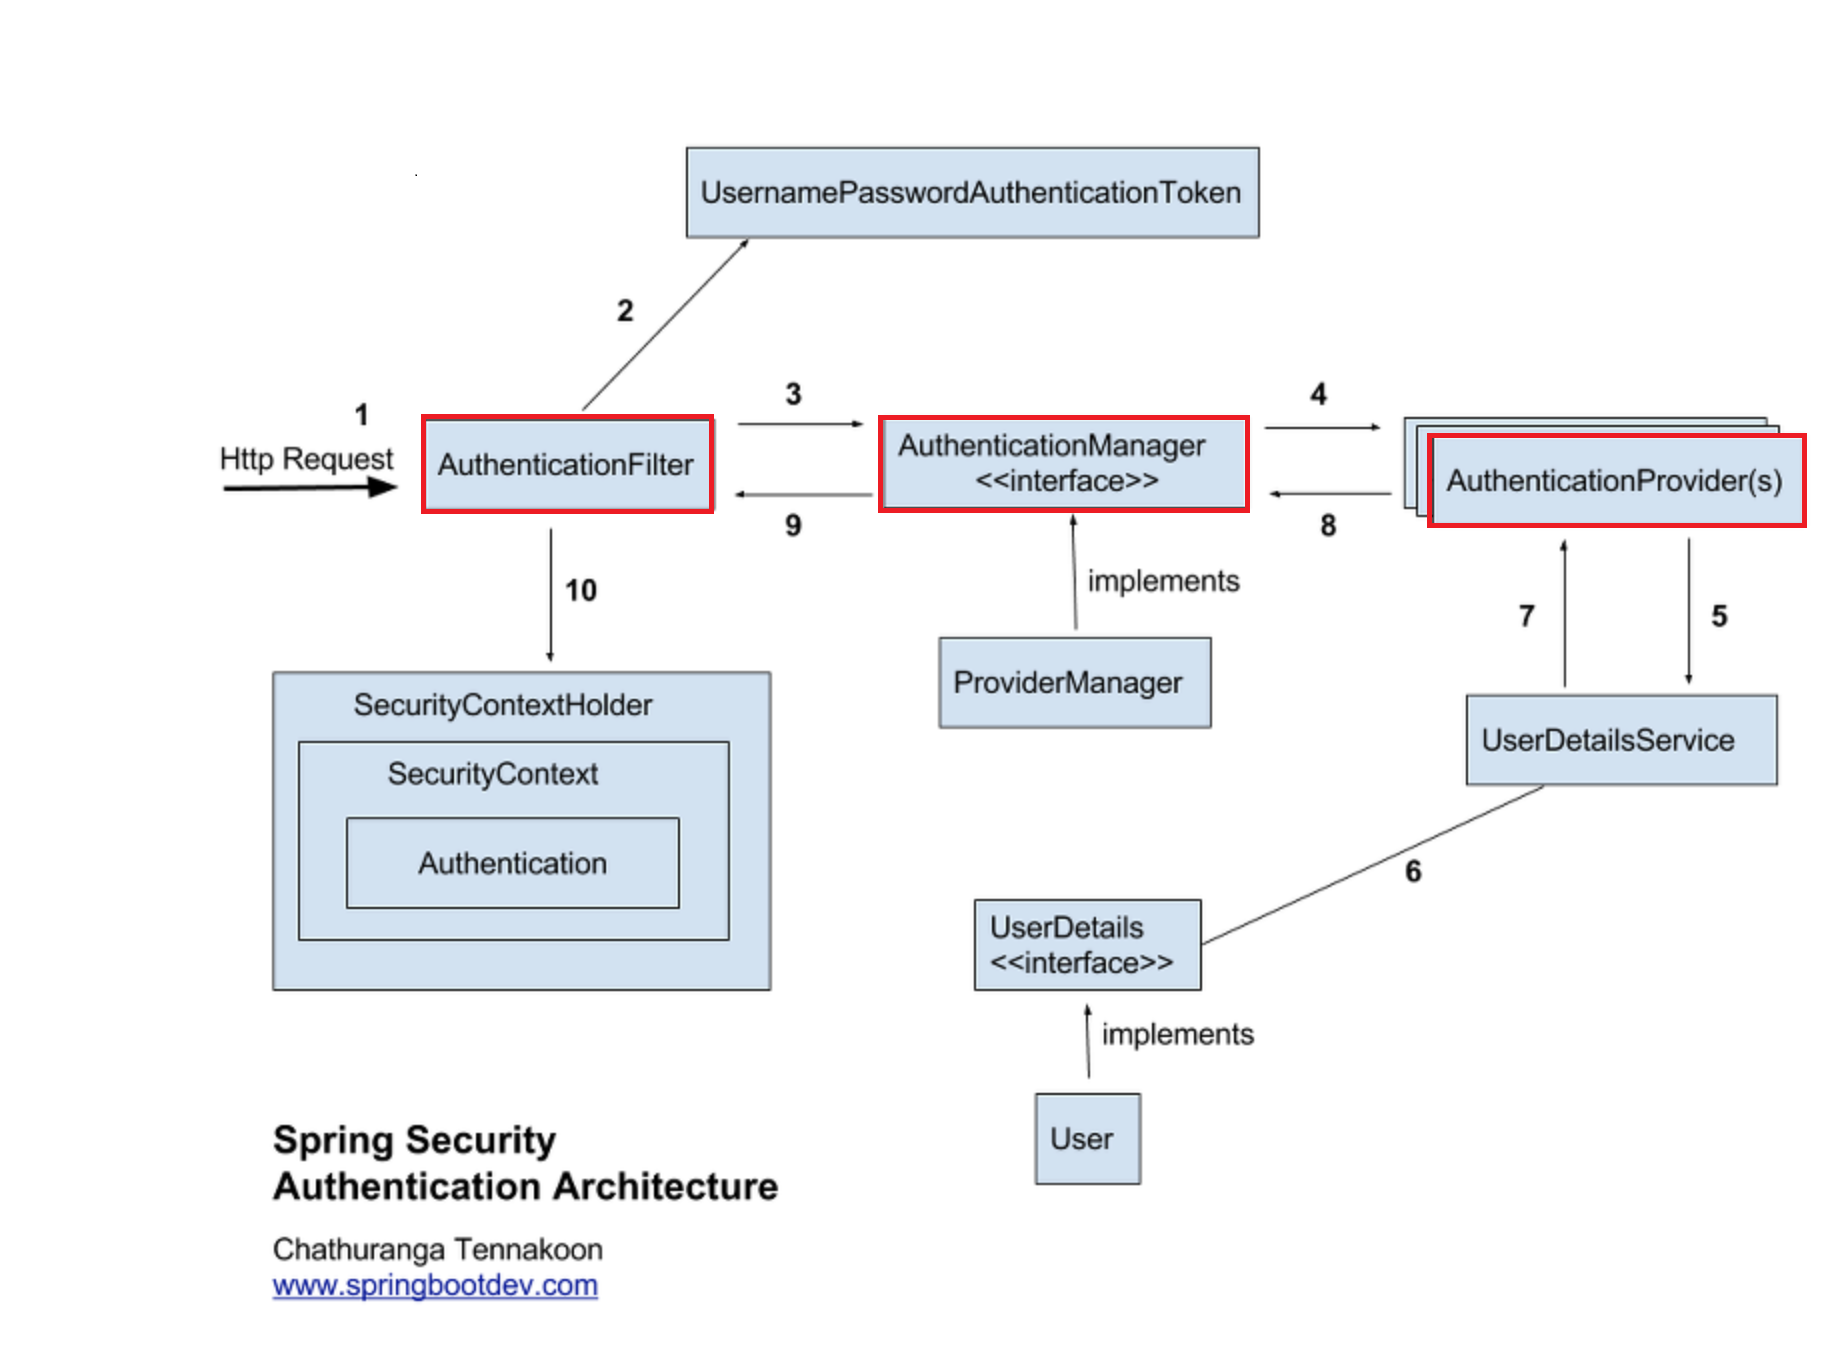 UsernamePasswordAuthenticationToken
2
1
3
4
Http Request
AuthenticationFilter
AuthenticationManager
<<interface>>
AuthenticationProvider(s)
9
8
10
implements
7
5
ProviderManager
SecurityContextHolder
SecurityContext
Authentication
UserDetailsService
6
UserDetails
<<interface>>
implements
User
Spring Security
Authentication Architecture
Chathuranga Tennakoon
www.springbootdev.com